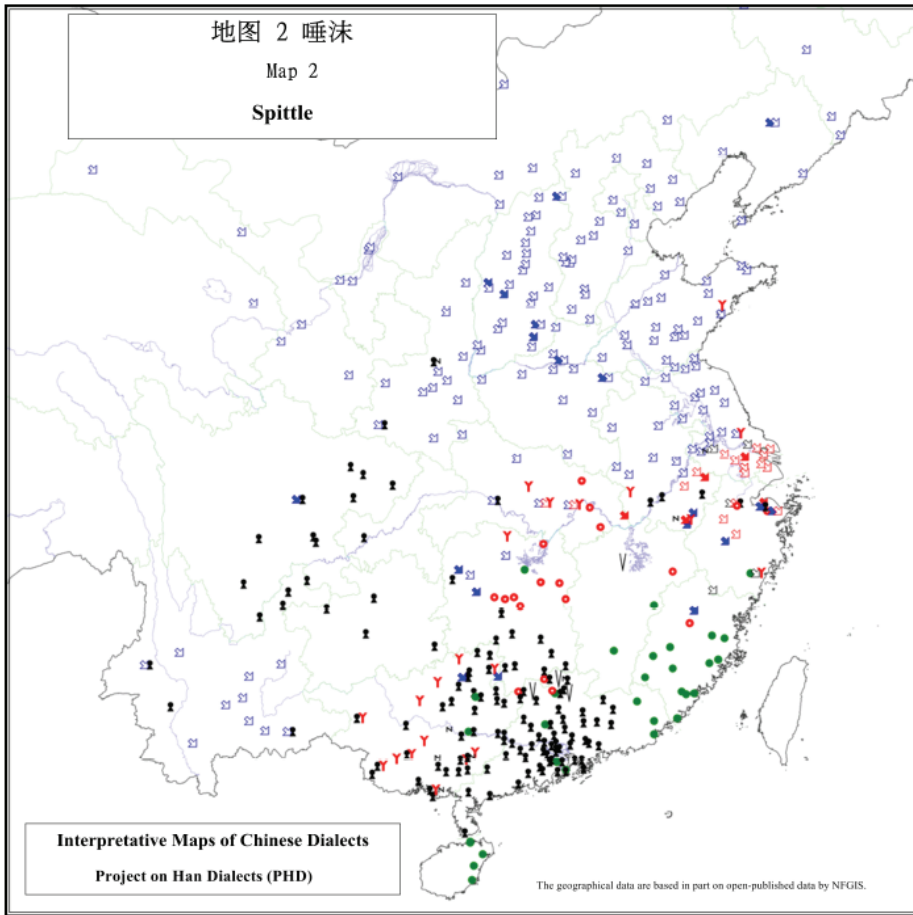 地图 2 唾沫
Map 2
Spittle
Interpretative Maps of Chinese Dialects
Project on Han Dialects (PHD)
The geographical data are based in part on open-published data by NFGIS.